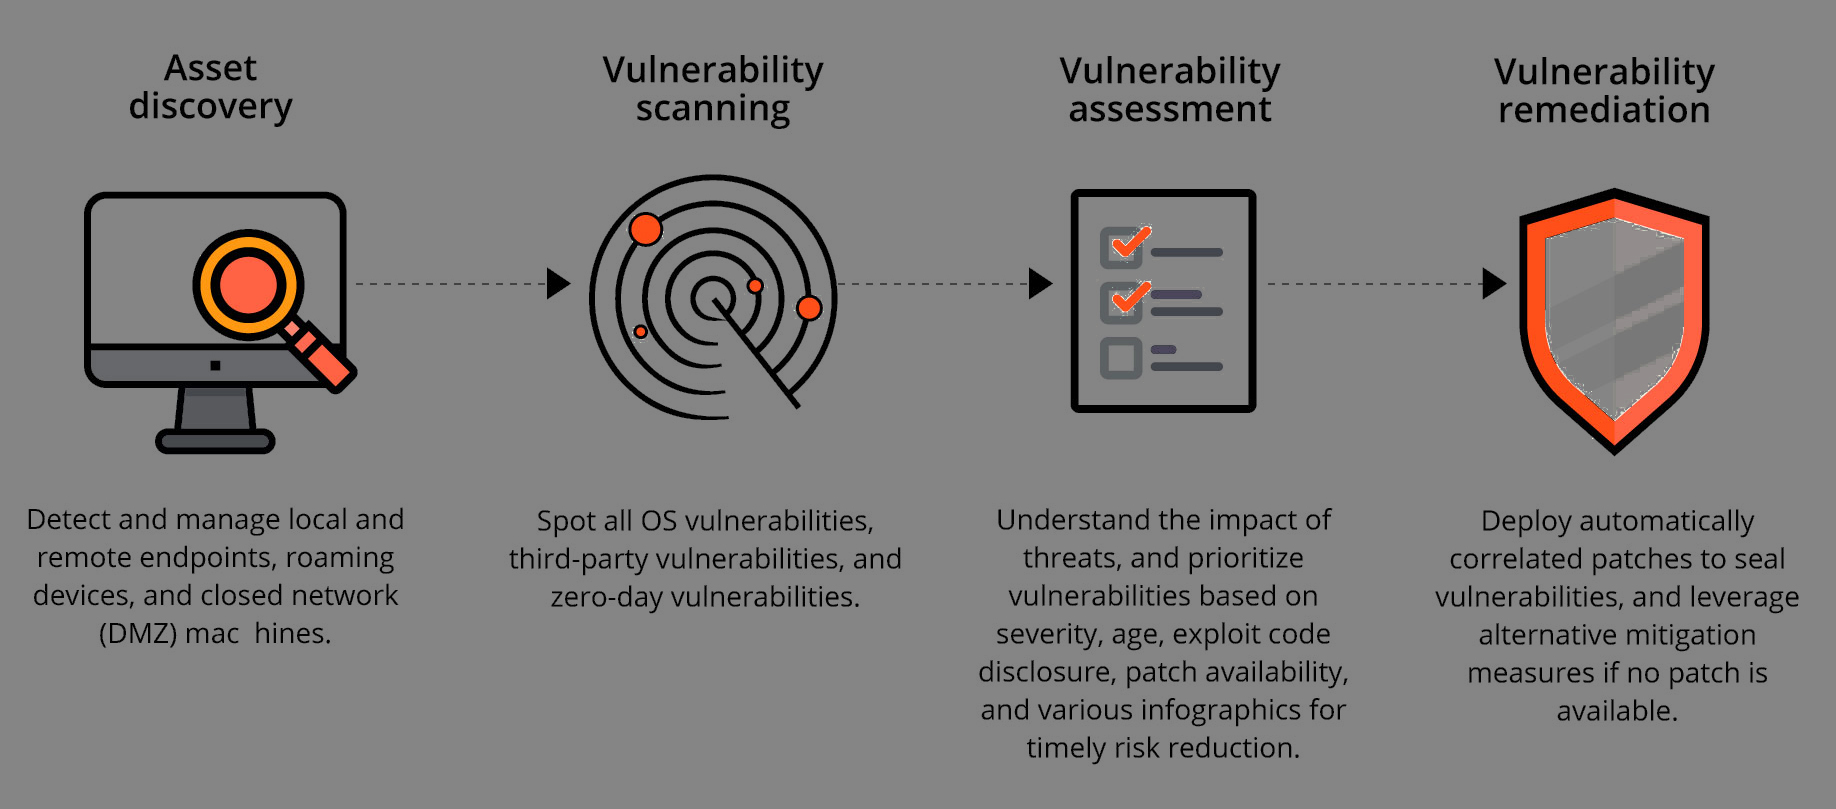 Asset
discovery
Vulnerability
scanning
Vulnerability
assessment
Vulnerability
remediation
Detect and manage local and
remote endpoints, roaming
devices, and closed network
(DMZ) mac  hines.
Spot all OS vulnerabilities,
third-party vulnerabilities, and
zero-day vulnerabilities.
Understand the impact of
threats, and prioritize
vulnerabilities based on
severity, age, exploit code
disclosure, patch availability,
and various infographics for
timely risk reduction.
Deploy automatically
correlated patches to seal
vulnerabilities, and leverage
alternative mitigation
measures if no patch is
available.